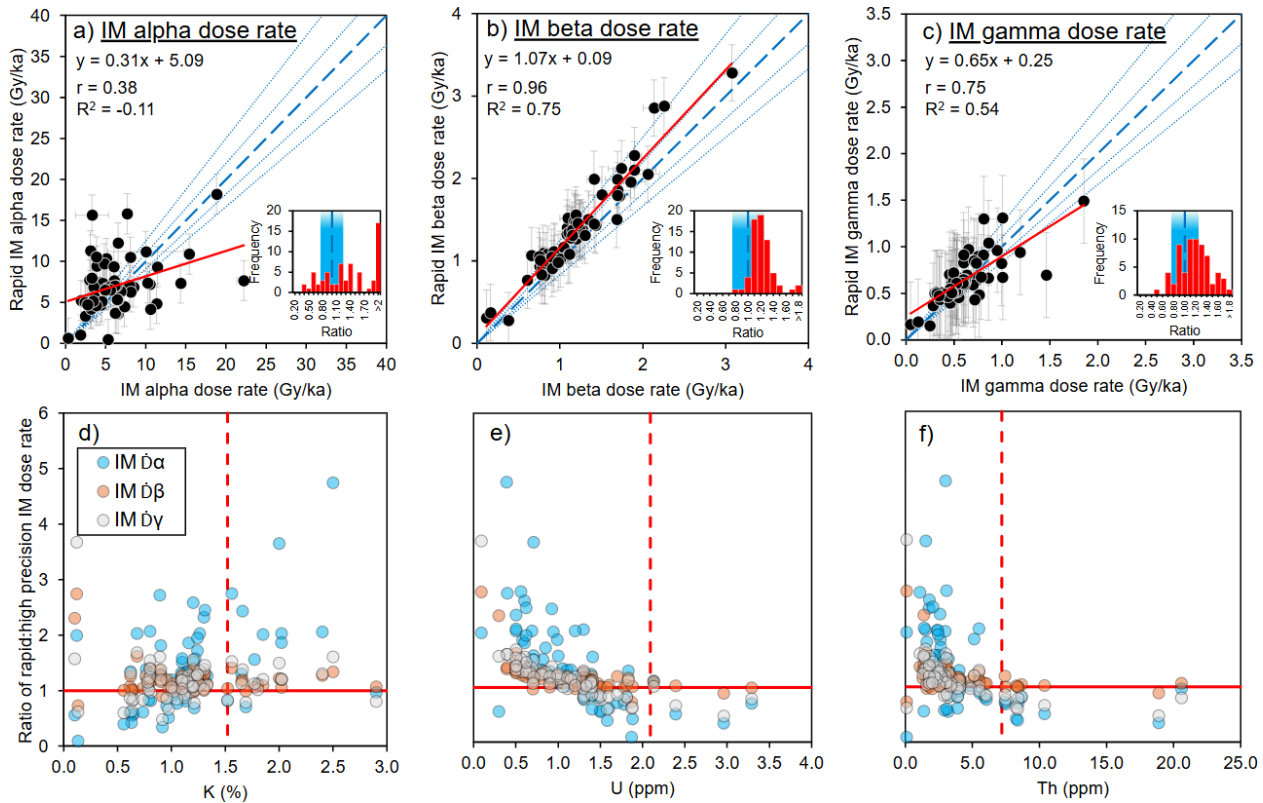 a) IM alpha dose rate
y = 0.31x + 5.09
r = 0.38
R² = -0.11
Rapid IM alpha dose rate (Gy/ka)
40
35
30
25
20
15
10
5
0
0 5 10 15 20 25 30 35 40
IM alpha dose rate (Gy/ka)
Frequency
20
15
10
5
0
0.20 0.50 0.80 1.10 1.40 1.70 >2
Ratio
b) IM beta dose rate
y = 1.07x + 0.09
r = 0.96
R² = 0.75
Rapid IM beta dose rate (Gy/ka)
4
3
2
1
0
0 1 2 3 4
IM beta dose rate (Gy/ka)
Frequency
20
15
10
5
0
0.20 0.40 0.60 0.80 1.00 1.20 1.40 1.60 >1.8
Ratio
c) IM gamma dose rate
y = 0.65x + 0.25
r = 0.75
R² = 0.54
Rapid IM gamma dose rate (Gy/ka)
3.5
3.0
2.5
2.0
1.5
1.0
0.5
0.0
0.0 0.5 1.0 1.5 2.0 2.5 3.0 3.5
IM gamma dose rate (Gy/ka)
Frequency
15
10
5
0
0.20 0.40 0.60 0.80 1.00 1.20 1.40 1.60 >1.8
Ratio
d)
IM Ḋα
IM Ḋβ
IM Ḋγ
Ratio of rapid:high precision IM dose rate
6
5
4
3
2
1
0
0.0 0.5 1.0 1.5 2.0 2.5 3.0
K (%)
e)
0.0 1.0 2.0 3.0 4.0
U (ppm)
f)
0.0 5.0 10.0 15.0 20.0 25.0
Th (ppm)